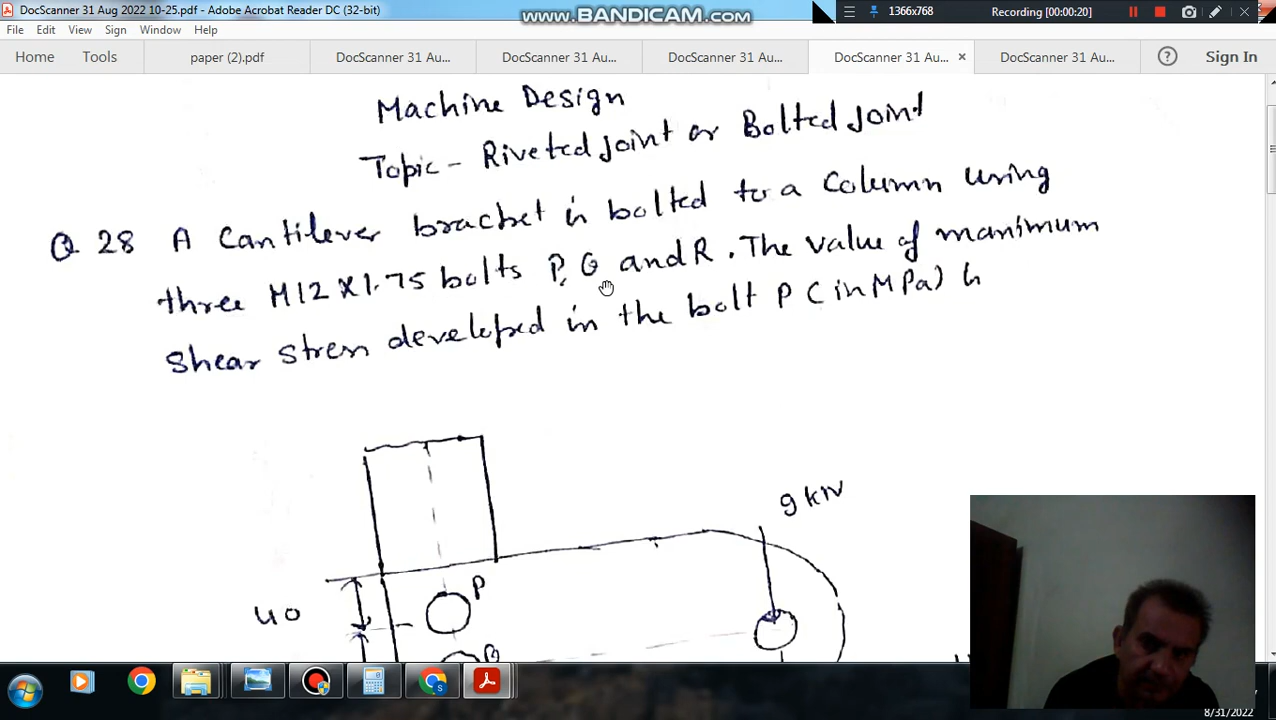 DocScanner 31 Aug 2022 10-25.pdf - Adobe Acrobat Reader DC (32-bit)
www.BANDICAM.com
1366x768
Recording [00:00:20]
File Edit View Sign Window Help
Home Tools paper (2).pdf DocScanner 31 Au... DocScanner 31 Au... DocScanner 31 Au... DocScanner 31 Au... × DocScanner 31 Au... Sign In
Machine Design
Topic - Riveted Joint or Bolted Joint
Q 28 A Cantilever bracket is bolted to a Column using
three M12 X 1.75 bolts P, Q and R. The value of maximum
Shear stress developed in the bolt P (in MPa) is
9 kN
P
40
8/31/2022